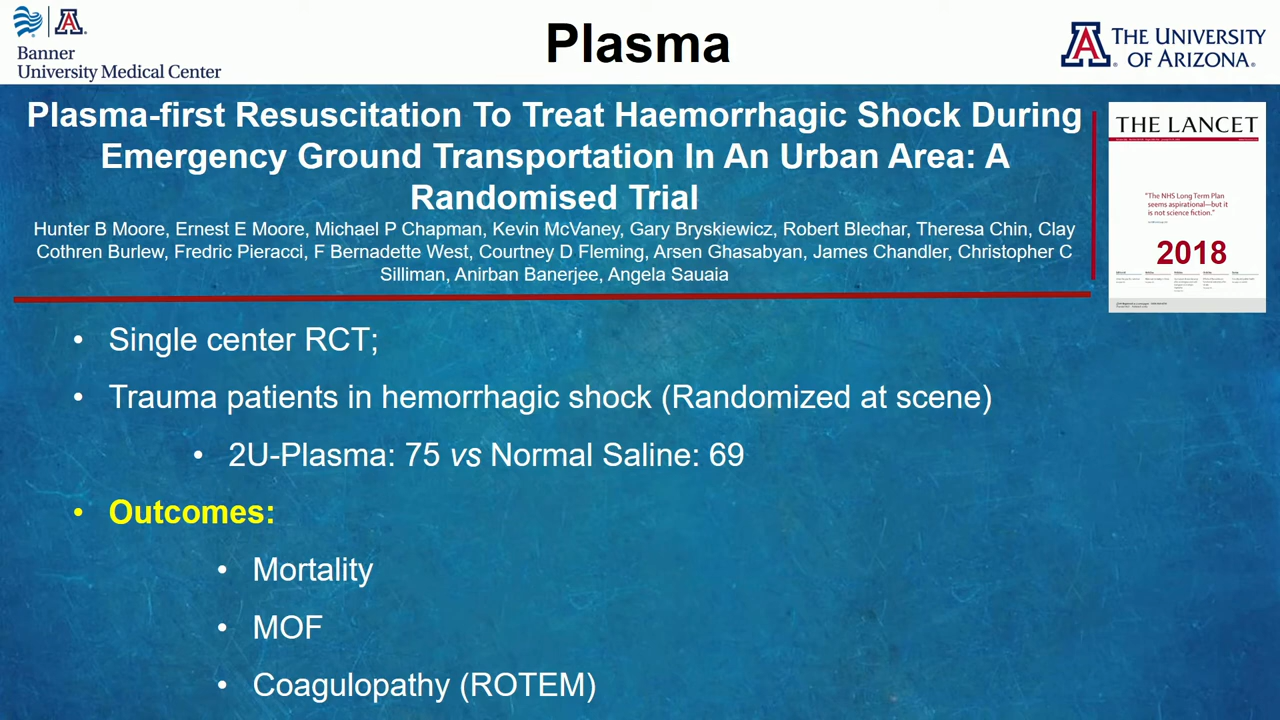 Plasma
Banner
University Medical Center
THE UNIVERSITY
OF ARIZONA®
Plasma-first Resuscitation To Treat Haemorrhagic Shock During
Emergency Ground Transportation In An Urban Area: A
Randomised Trial
Hunter B Moore, Ernest E Moore, Michael P Chapman, Kevin McVaney, Gary Bryskiewicz, Robert Blechar, Theresa Chin, Clay
Cothren Burlew, Fredric Pieracci, F Bernadette West, Courtney D Fleming, Arsen Ghasabyan, James Chandler, Christopher C
Silliman, Anirban Banerjee, Angela Sauaia
THE LANCET
"The NHS Long Term Plan
seems aspirational—but it
is not science fiction."
2018
• Single center RCT;
• Trauma patients in hemorrhagic shock (Randomized at scene)
• 2U-Plasma: 75 vs Normal Saline: 69
• Outcomes:
• Mortality
• MOF
• Coagulopathy (ROTEM)